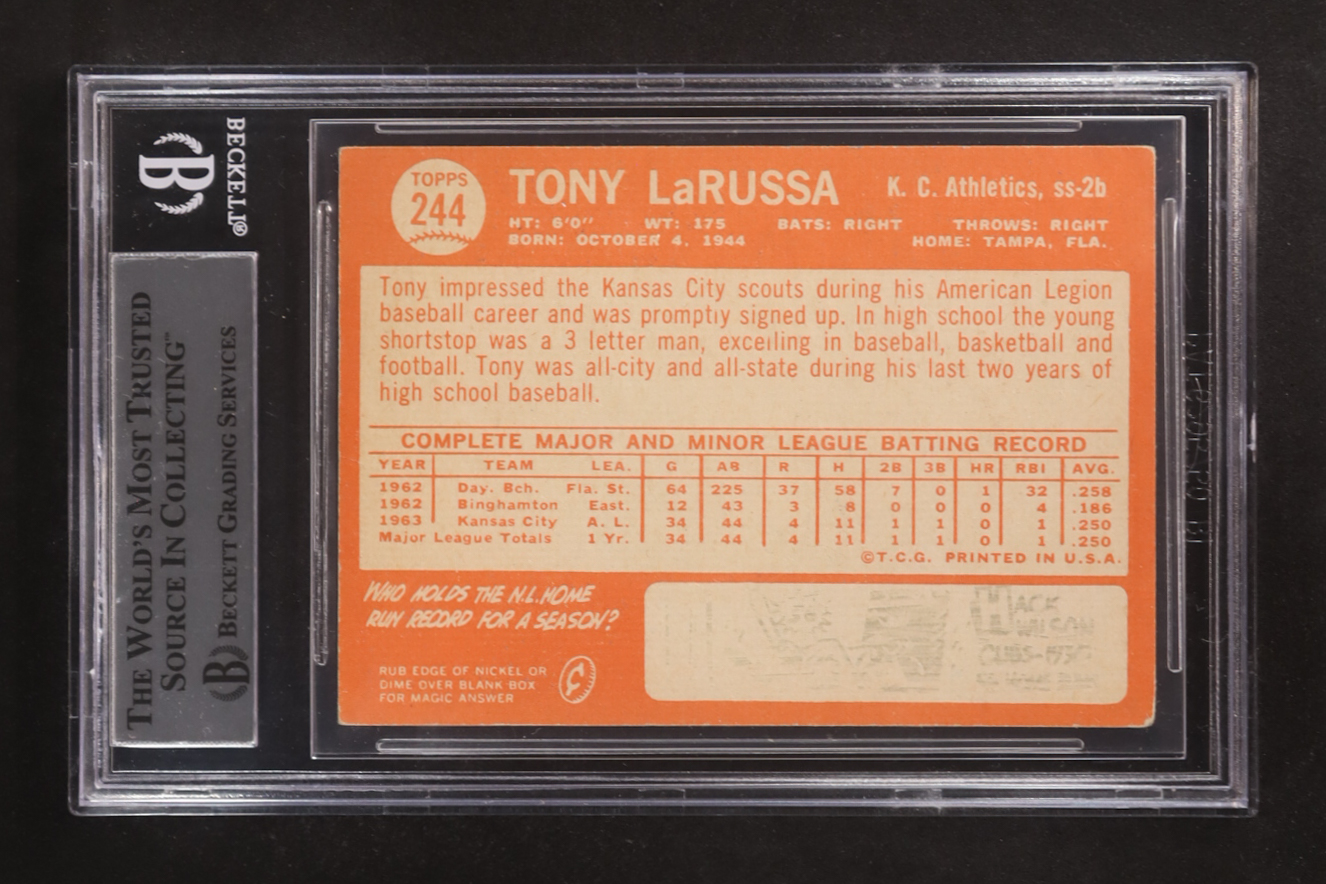 BECKETT®
B
THE WORLD'S MOST TRUSTED
SOURCE IN COLLECTING™
B BECKETT GRADING SERVICES
TOPPS
244
TONY LaRUSSA K. C. Athletics, ss-2b
HT: 6'0" WT: 175 BATS: RIGHT THROWS: RIGHT
BORN: OCTOBER 4, 1944 HOME: TAMPA, FLA.
Tony impressed the Kansas City scouts during his American Legion
baseball career and was promptly signed up. In high school the young
shortstop was a 3 letter man, excelling in baseball, basketball and
football. Tony was all-city and all-state during his last two years of
high school baseball.
COMPLETE MAJOR AND MINOR LEAGUE BATTING RECORD
YEAR TEAM LEA. G AB R H 2B 3B HR RBI AVG.
1962 Day. Bch. Fla. St. 64 225 37 58 7 0 1 32 .258
1962 Binghamton East. 12 43 3 8 0 0 0 4 .186
1963 Kansas City A. L. 34 44 4 11 1 1 0 1 .250
Major League Totals 1 Yr. 34 44 4 11 1 1 0 1 .250
©T.C.G. PRINTED IN U.S.A.
WHO HOLDS THE N.L. HOME
RUN RECORD FOR A SEASON?
RUB EDGE OF NICKEL OR
DIME OVER BLANK BOX
FOR MAGIC ANSWER
HACK
WILSON
CUBS-1930